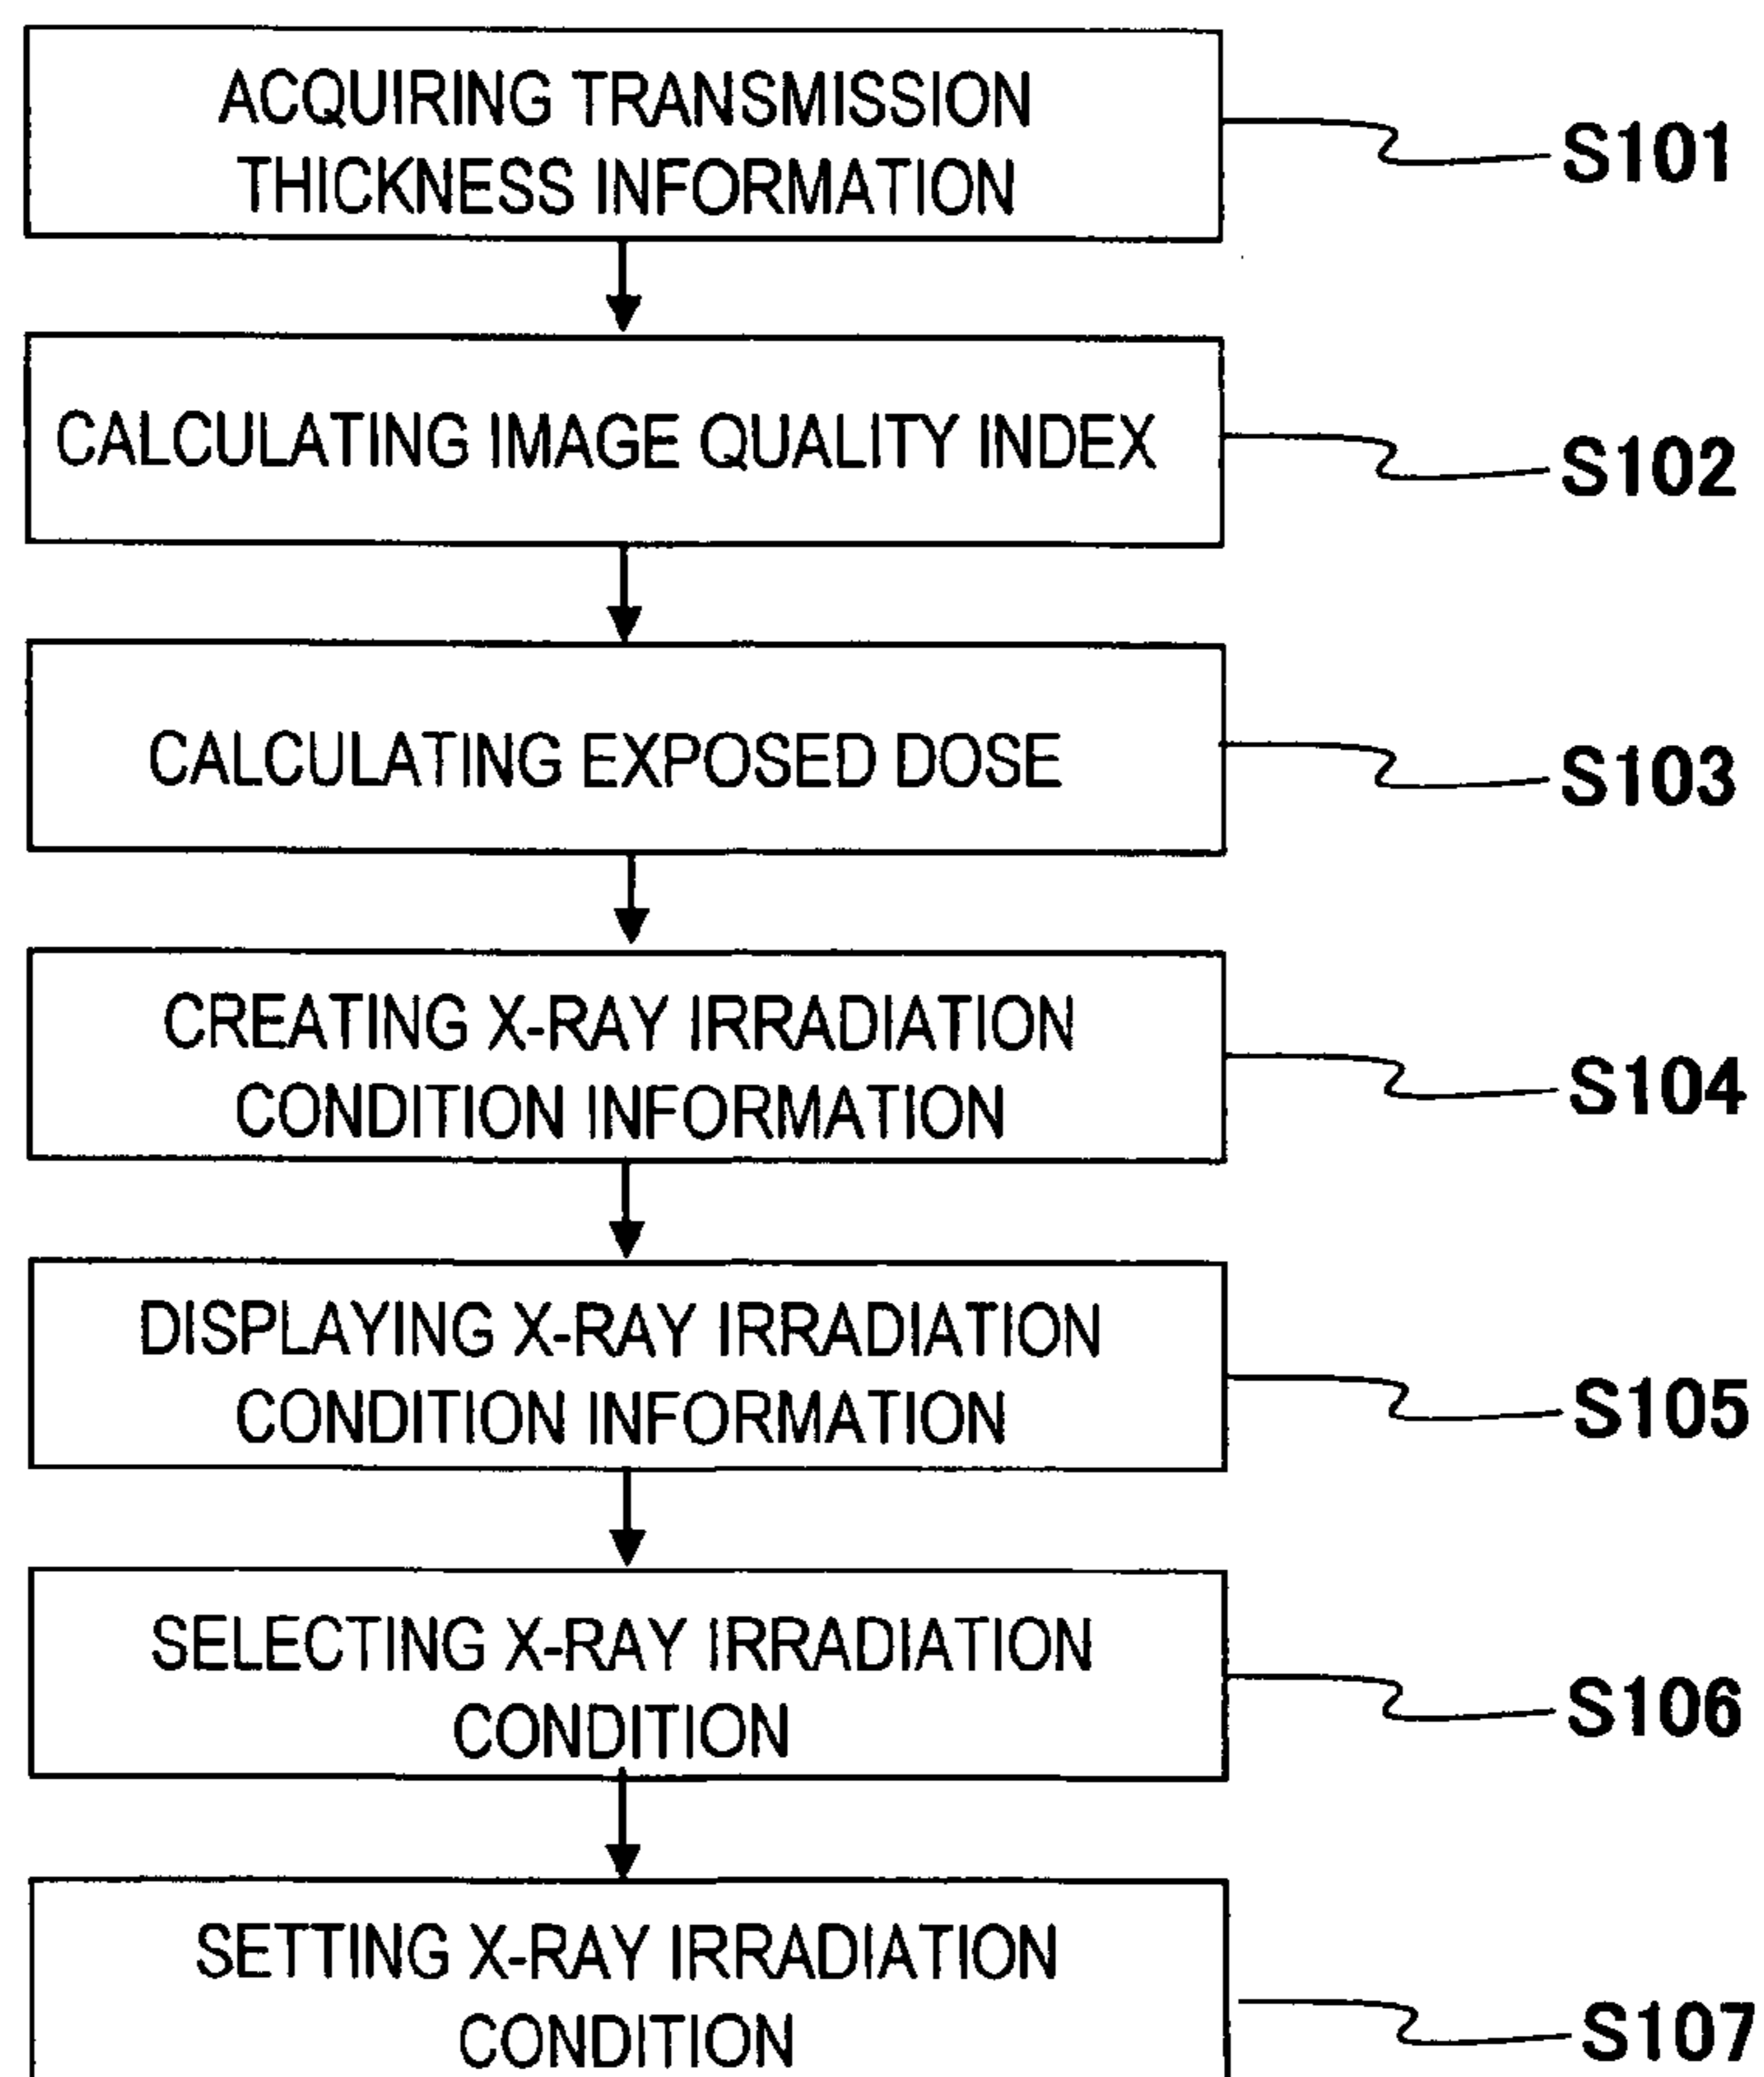 ACQUIRING TRANSMISSION
THICKNESS INFORMATION
S101
CALCULATING IMAGE QUALITY INDEX
S102
CALCULATING EXPOSED DOSE
S103
CREATING X-RAY IRRADIATION
CONDITION INFORMATION
S104
DISPLAYING X-RAY IRRADIATION
CONDITION INFORMATION
S105
SELECTING X-RAY IRRADIATION
CONDITION
S106
SETTING X-RAY IRRADIATION
CONDITION
S107